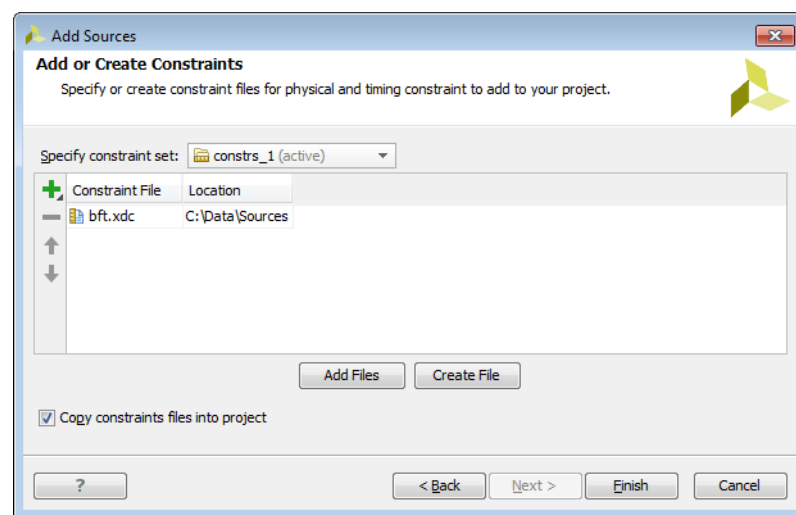 Add Sources
Add or Create Constraints
Specify or create constraint files for physical and timing constraint to add to your project.
Specify constraint set: constrs_1 (active)
Constraint File Location
bft.xdc C:\Data\Sources
Add Files Create File
Copy constraints files into project
? < Back Next > Finish Cancel